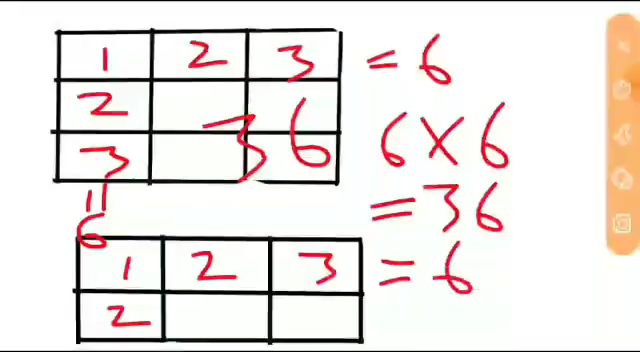 1 2 3 = 6
2
3 36
6 × 6
= 36
=
6
1 2 3 = 6
2